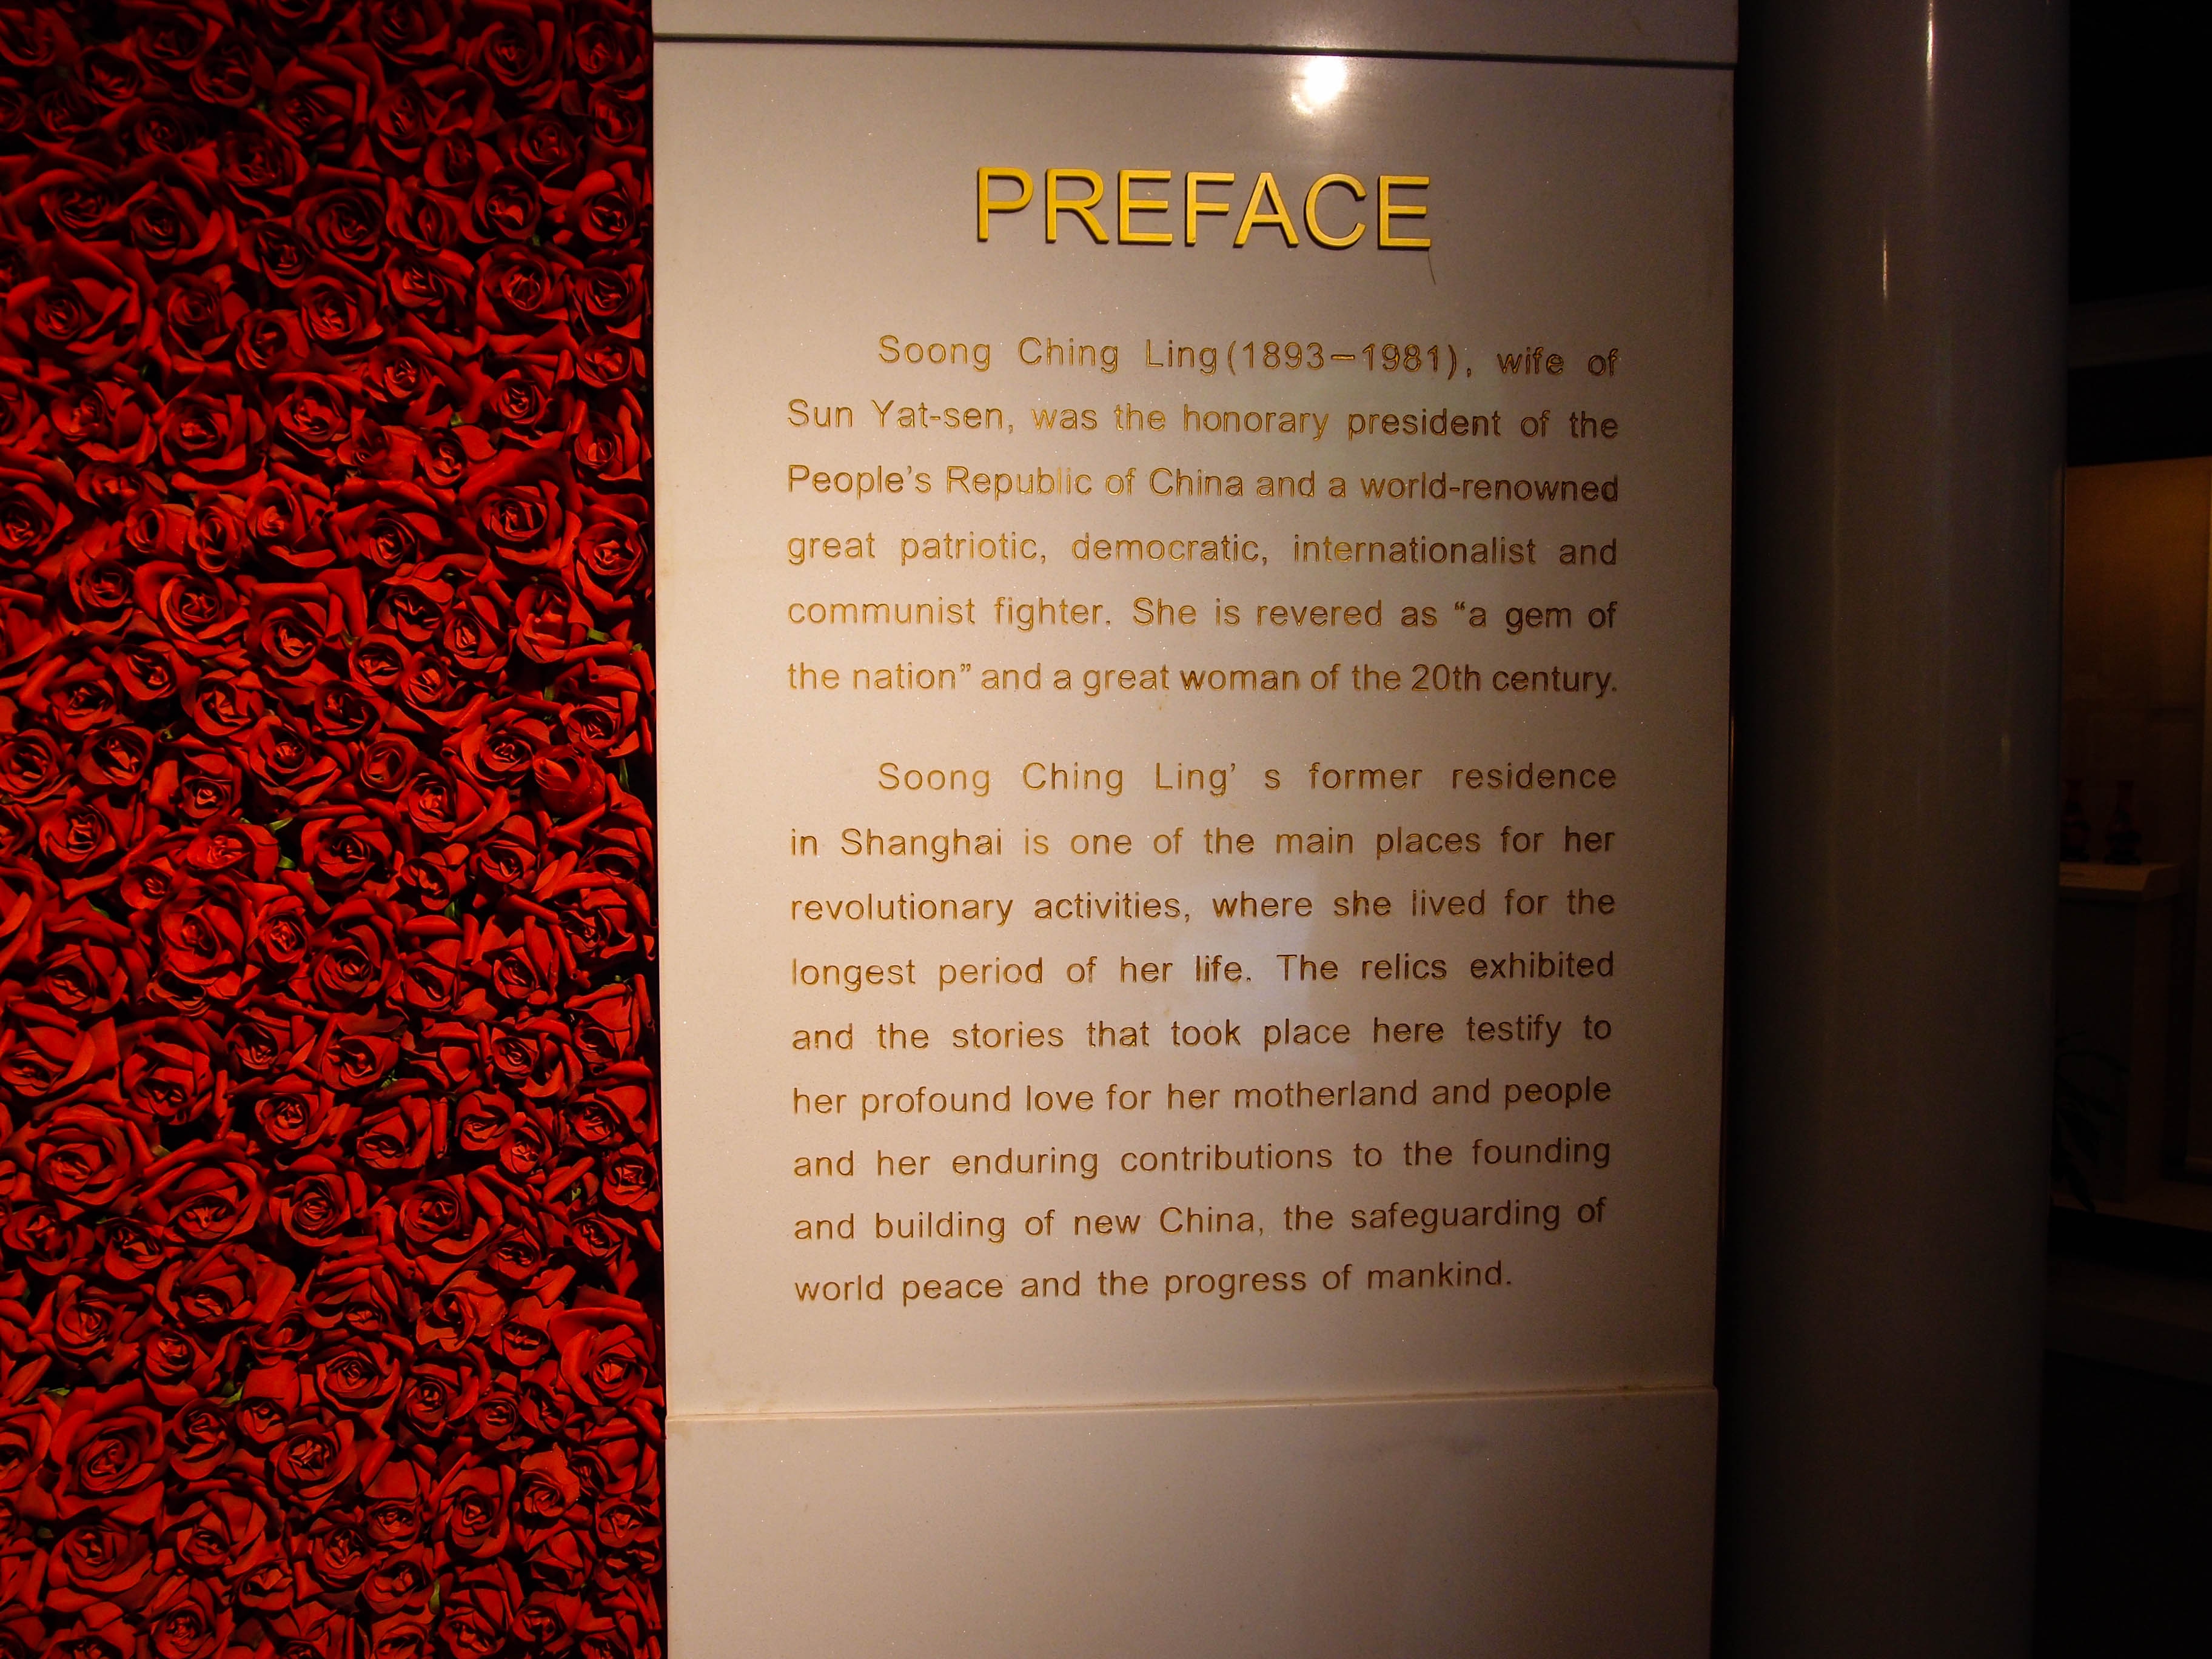 PREFACE
Soong Ching Ling(1893—1981), wife of
Sun Yat-sen, was the honorary president of the
People's Republic of China and a world-renowned
great patriotic, democratic, internationalist and
communist fighter. She is revered as “a gem of
the nation” and a great woman of the 20th century.
Soong Ching Ling’ s former residence
in Shanghai is one of the main places for her
revolutionary activities, where she lived for the
longest period of her life. The relics exhibited
and the stories that took place here testify to
her profound love for her motherland and people
and her enduring contributions to the founding
and building of new China, the safeguarding of
world peace and the progress of mankind.